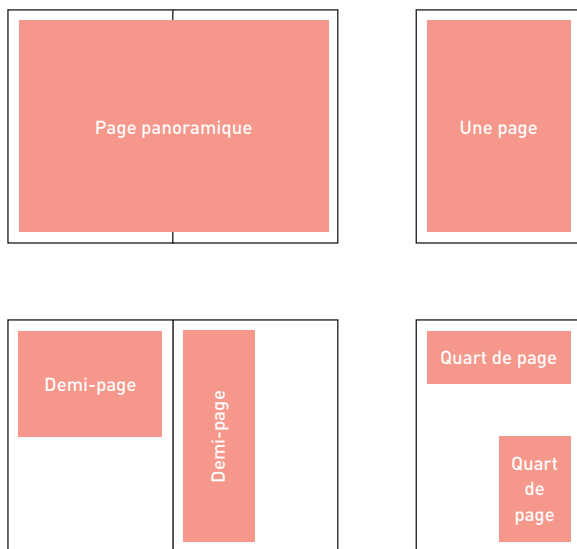 Page panoramique
Une page
Demi-page
Demi-page
Quart de page
Quart
de
page